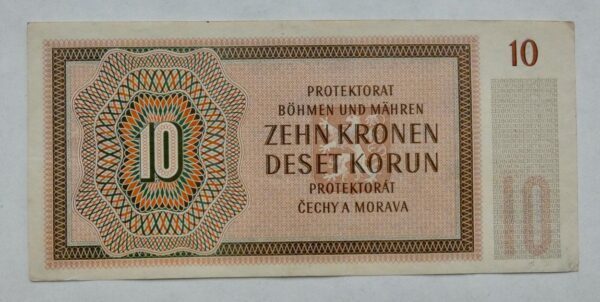 10
PROTEKTORAT
BÖHMEN UND MÄHREN
ZEHN KRONEN
DESET KORUN
PROTEKTORÁT
ČECHY A MORAVA
10
10